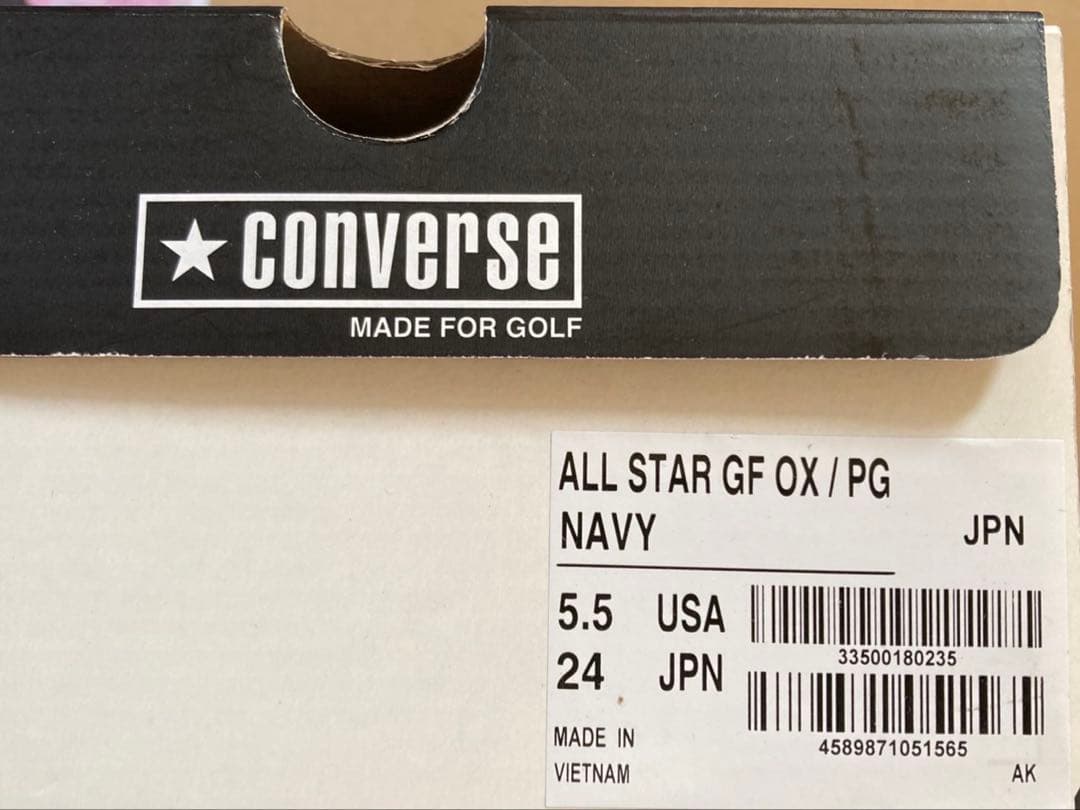 converse
MADE FOR GOLF
ALL STAR GF OX / PG
NAVY JPN
5.5 USA
33500180235
24 JPN
4589871051565
MADE IN
VIETNAM
AK